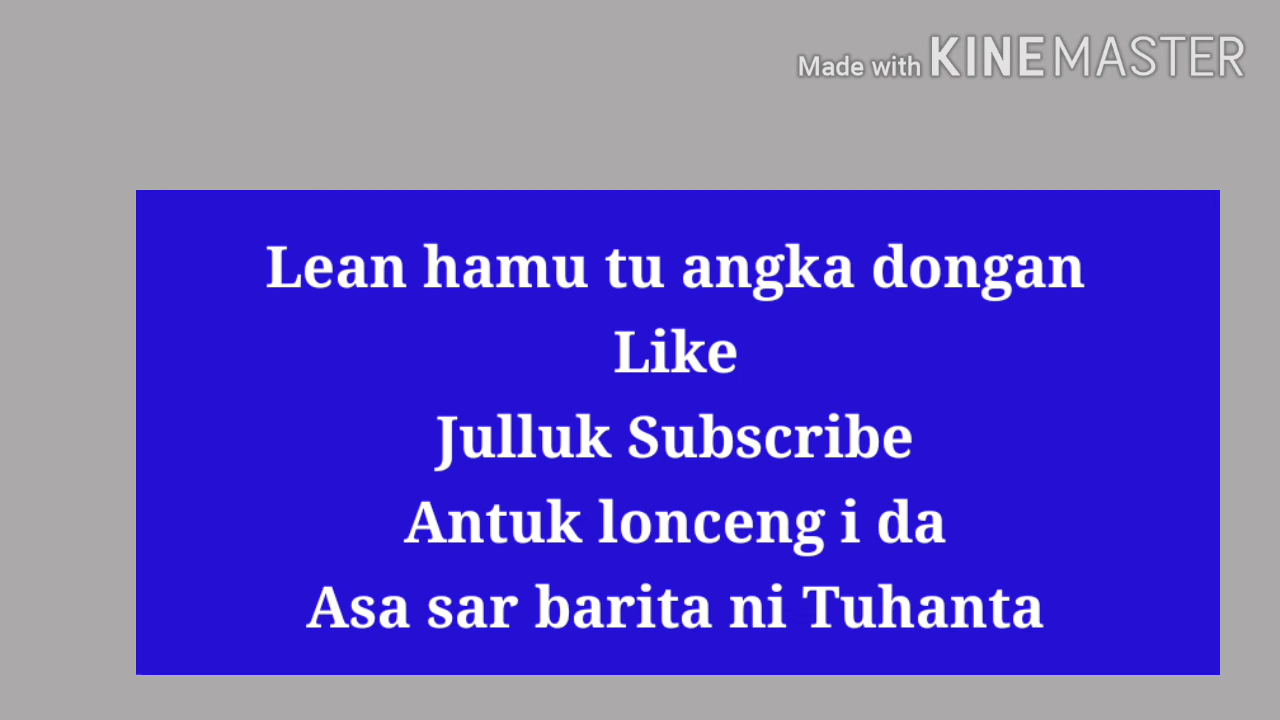 Made with KINEMASTER
Lean hamu tu angka dongan
Like
Julluk Subscribe
Antuk lonceng i da
Asa sar barita ni Tuhanta